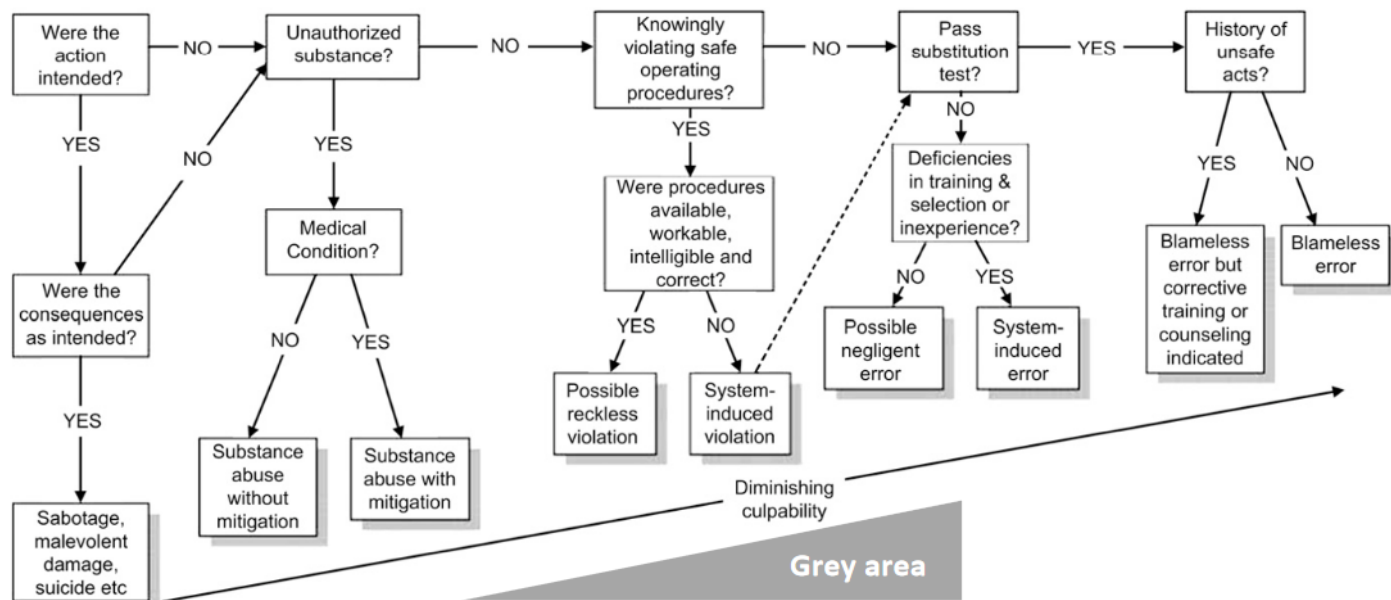 Were the
action
intended?
NO
Unauthorized
substance?
NO
Knowingly
violating safe
operating
procedures?
NO
Pass
substitution
test?
YES
History of
unsafe
acts?
YES
NO
YES
YES
NO
YES
NO
Were the
consequences
as intended?
Medical
Condition?
Were procedures
available,
workable,
intelligible and
correct?
Deficiencies
in training &
selection or
inexperience?
Blameless
error but
corrective
training or
counseling
indicated
Blameless
error
YES
NO
YES
YES
NO
NO
YES
Sabotage,
malevolent
damage,
suicide etc
Substance
abuse
without
mitigation
Substance
abuse with
mitigation
Possible
reckless
violation
System-
induced
violation
Possible
negligent
error
System-
induced
error
Diminishing
culpability
Grey area